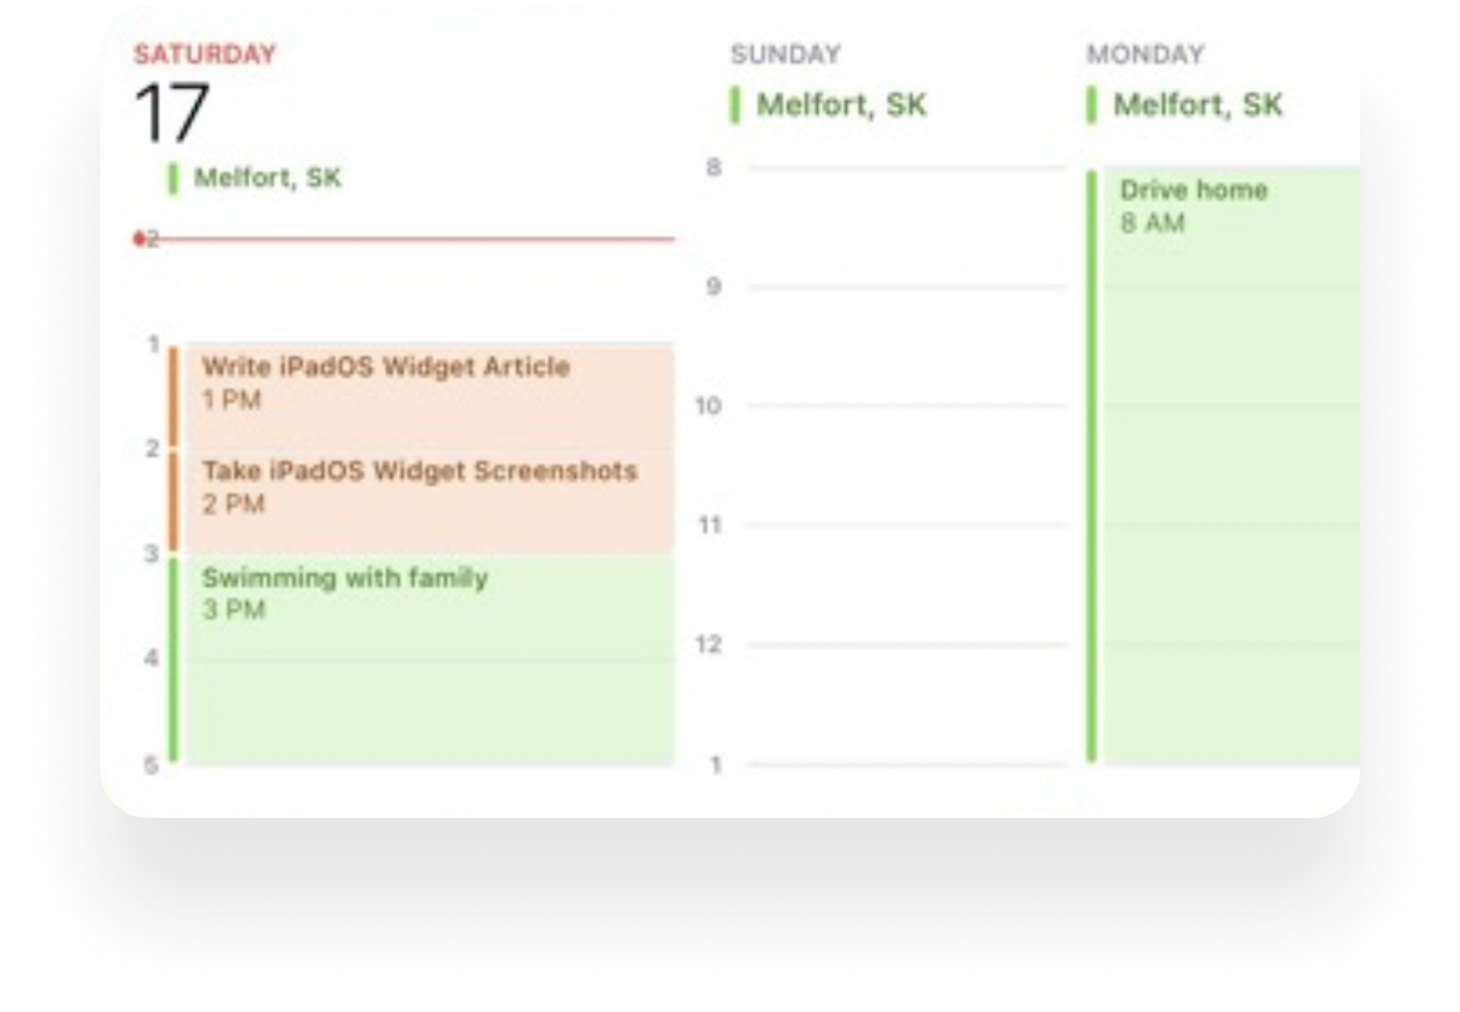 SATURDAY
17
Melfort, SK
2
1
Write iPadOS Widget Article
1 PM
2
Take iPadOS Widget Screenshots
2 PM
3
Swimming with family
3 PM
4
5
SUNDAY
Melfort, SK
8
9
10
11
12
1
MONDAY
Melfort, SK
Drive home
8 AM